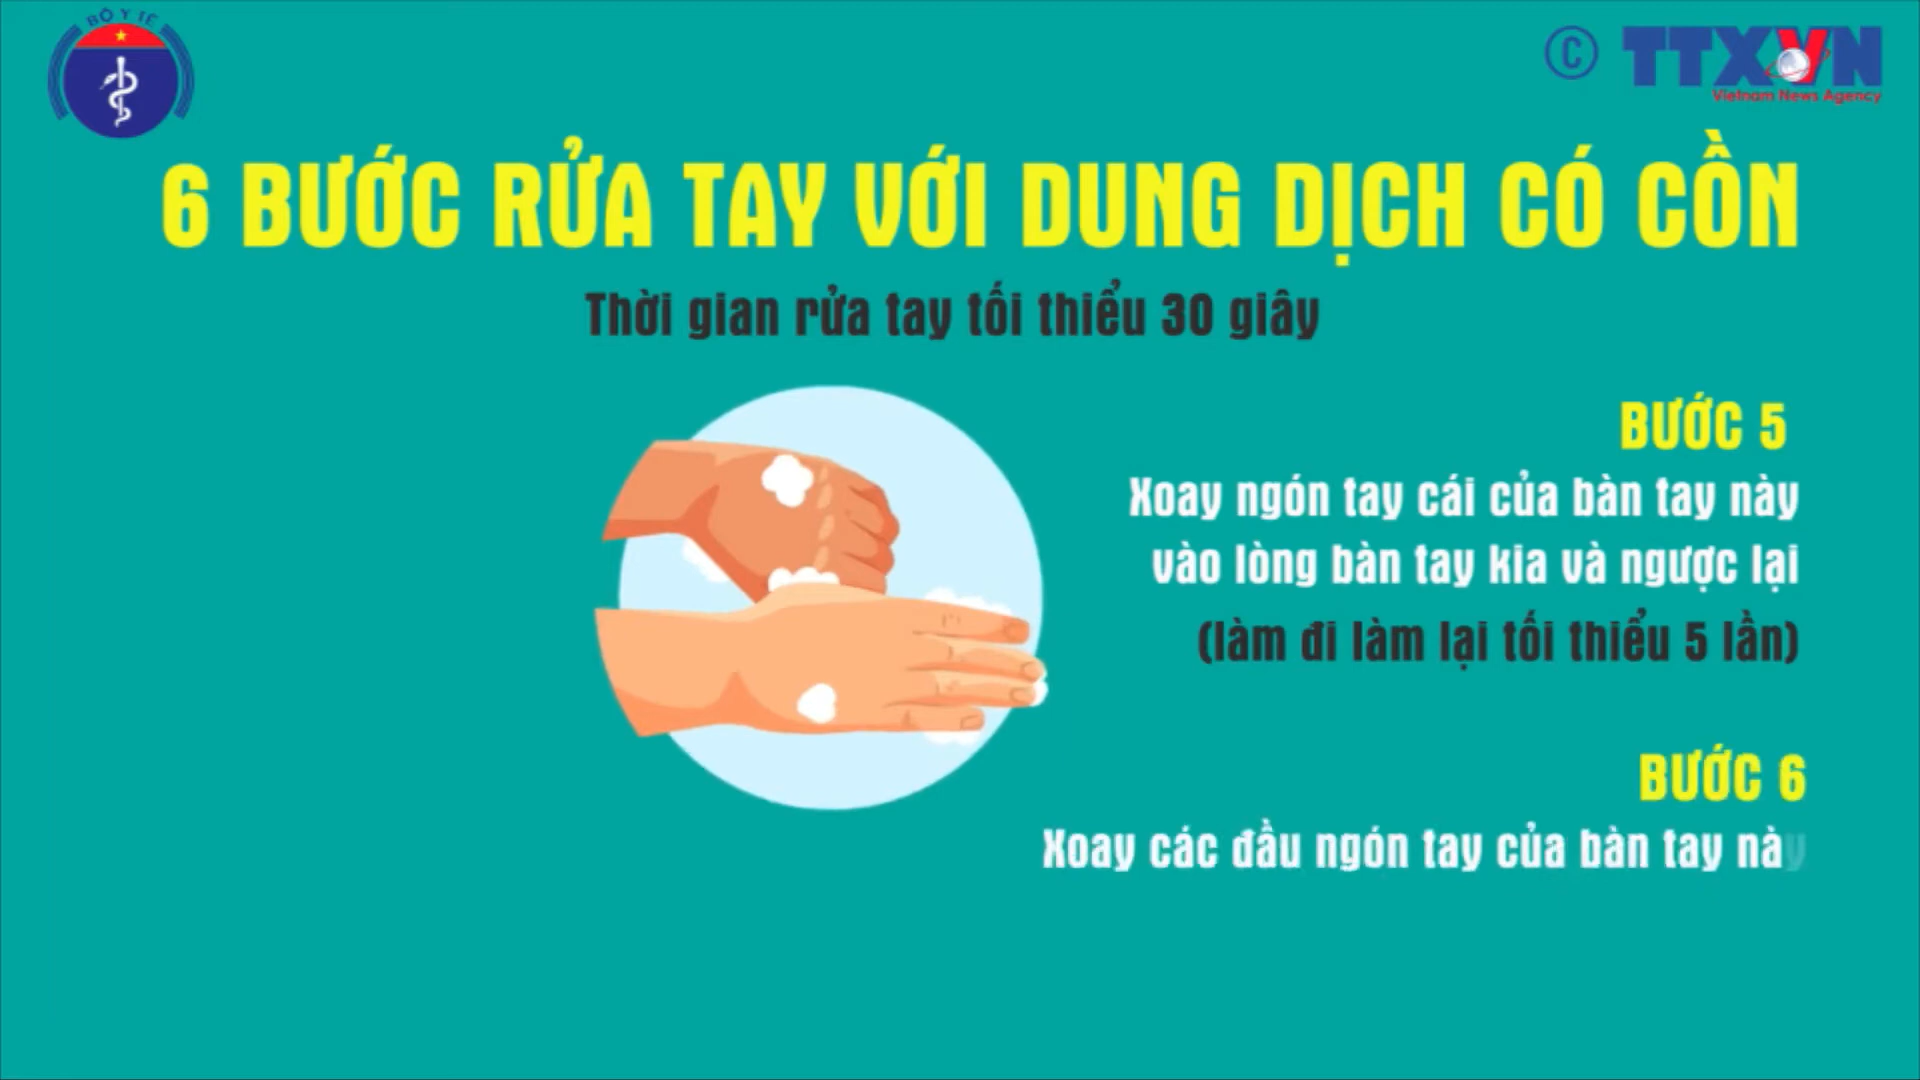 BỘ Y TẾ
© TTXVN
Vietnam News Agency
6 BƯỚC RỬA TAY VỚI DUNG DỊCH CÓ CỒN
Thời gian rửa tay tối thiểu 30 giây
BƯỚC 5
Xoay ngón tay cái của bàn tay này
vào lòng bàn tay kia và ngược lại
(làm đi làm lại tối thiểu 5 lần)
BƯỚC 6
Xoay các đầu ngón tay của bàn tay này